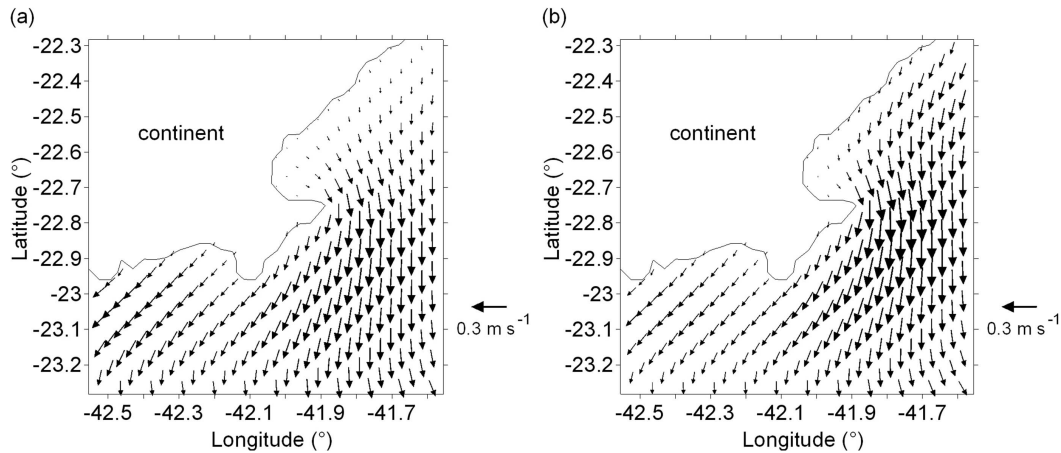 (a)
-22.3
-22.4
-22.5
-22.6
-22.7
-22.8
-22.9
-23
-23.1
-23.2
Latitude (°)
continent
0.3 m s-1
-42.5 -42.3 -42.1 -41.9 -41.7
Longitude (°)
(b)
-22.3
-22.4
-22.5
-22.6
-22.7
-22.8
-22.9
-23
-23.1
-23.2
Latitude (°)
continent
0.3 m s-1
-42.5 -42.3 -42.1 -41.9 -41.7
Longitude (°)